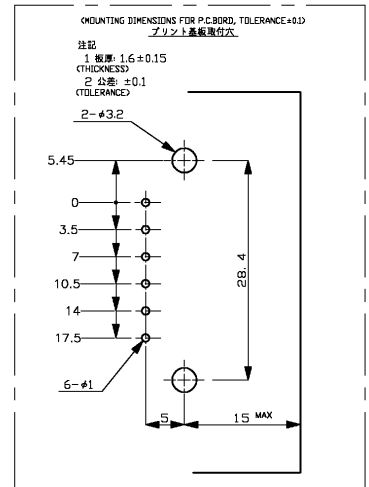 (MOUNTING DIMENSIONS FOR P.C.BORD, TOLERANCE±0.1)
プリント基板取付穴
注記
1 板厚: 1.6±0.15
(THICKNESS)
2 公差: ±0.1
(TOLERANCE)
2-φ3.2
5.45
0
3.5
7
10.5
14
17.5
28.4
6-φ1
5
15 MAX